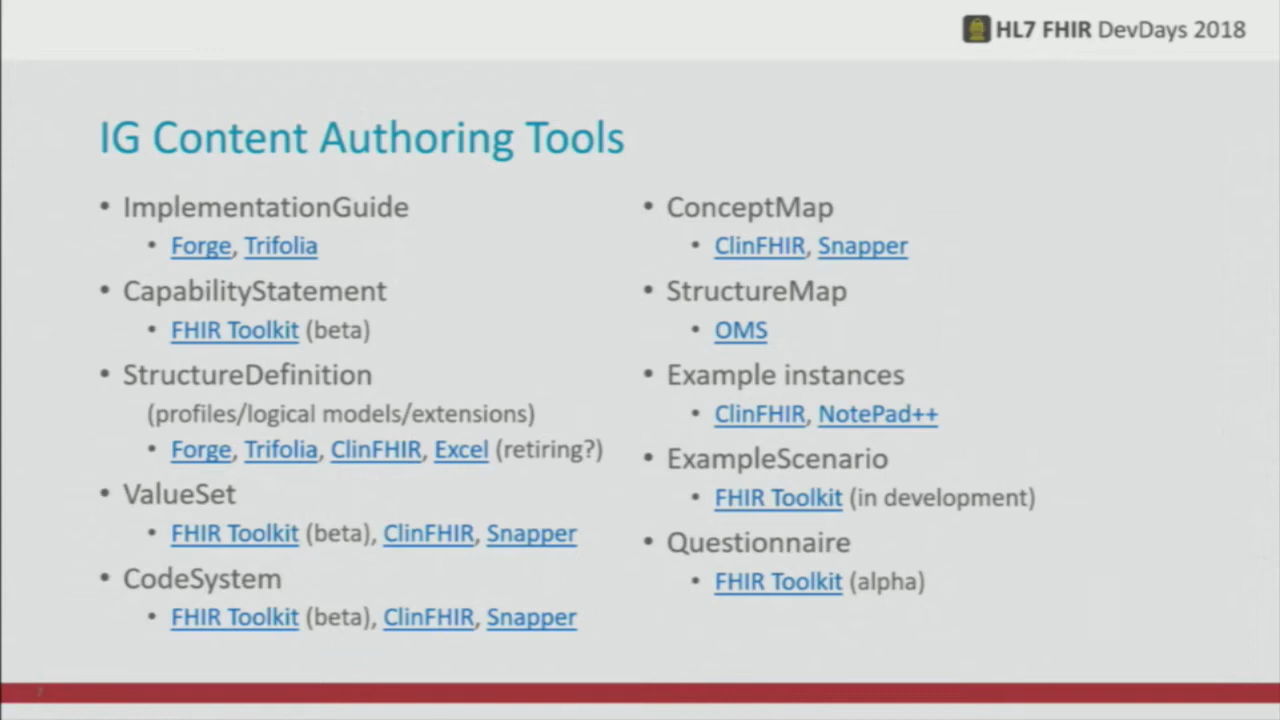 HL7 FHIR DevDays 2018
IG Content Authoring Tools
• ImplementationGuide
• Forge, Trifolia
• CapabilityStatement
• FHIR Toolkit (beta)
• StructureDefinition
(profiles/logical models/extensions)
• Forge, Trifolia, ClinFHIR, Excel (retiring?)
• ValueSet
• FHIR Toolkit (beta), ClinFHIR, Snapper
• CodeSystem
• FHIR Toolkit (beta), ClinFHIR, Snapper
• ConceptMap
• ClinFHIR, Snapper
• StructureMap
• OMS
• Example instances
• ClinFHIR, NotePad++
• ExampleScenario
• FHIR Toolkit (in development)
• Questionnaire
• FHIR Toolkit (alpha)
7